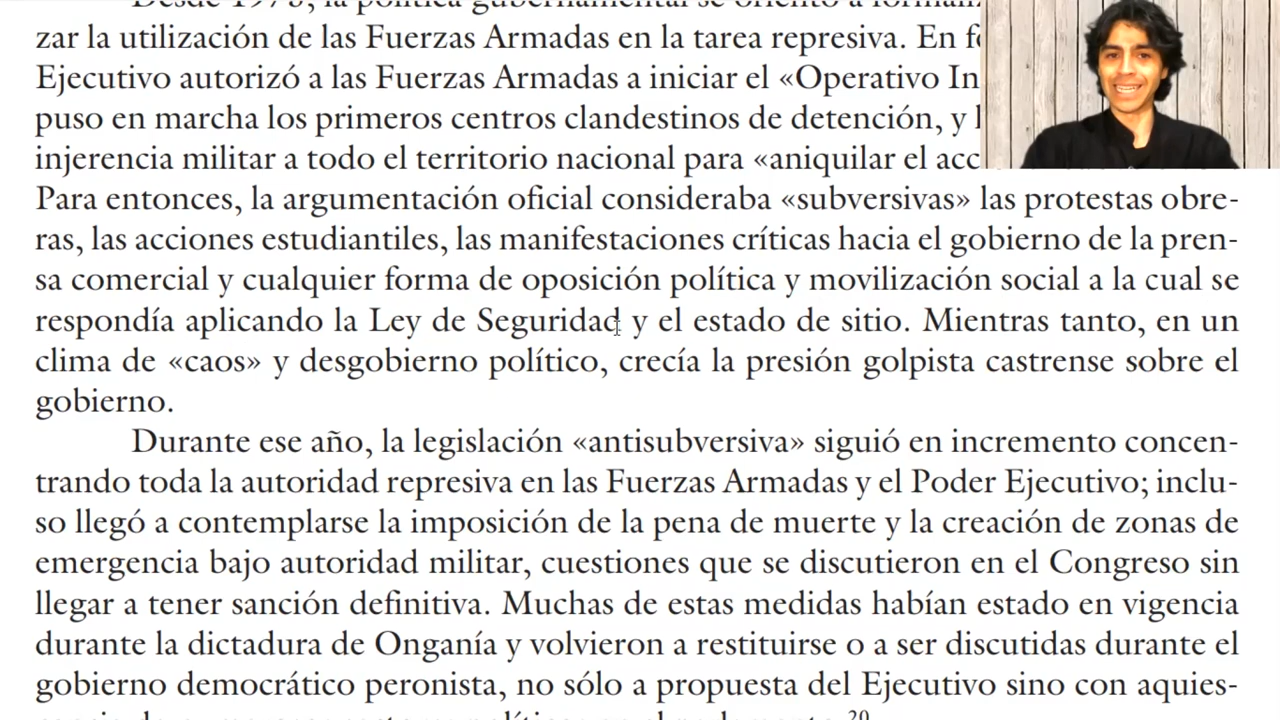 Desde 1975, la política gubernamental se orientó a formali
zar la utilización de las Fuerzas Armadas en la tarea represiva. En
Ejecutivo autorizó a las Fuerzas Armadas a iniciar el «Operativo In
puso en marcha los primeros centros clandestinos de detención, y
injerencia militar a todo el territorio nacional para «aniquilar el acc
Para entonces, la argumentación oficial consideraba «subversivas» las protestas obre-
ras, las acciones estudiantiles, las manifestaciones críticas hacia el gobierno de la pren-
sa comercial y cualquier forma de oposición política y movilización social a la cual se
respondía aplicando la Ley de Seguridad y el estado de sitio. Mientras tanto, en un
clima de «caos» y desgobierno político, crecía la presión golpista castrense sobre el
gobierno.
Durante ese año, la legislación «antisubversiva» siguió en incremento concen-
trando toda la autoridad represiva en las Fuerzas Armadas y el Poder Ejecutivo; inclu-
so llegó a contemplarse la imposición de la pena de muerte y la creación de zonas de
emergencia bajo autoridad militar, cuestiones que se discutieron en el Congreso sin
llegar a tener sanción definitiva. Muchas de estas medidas habían estado en vigencia
durante la dictadura de Onganía y volvieron a restituirse o a ser discutidas durante el
gobierno democrático peronista, no sólo a propuesta del Ejecutivo sino con aquies-
20